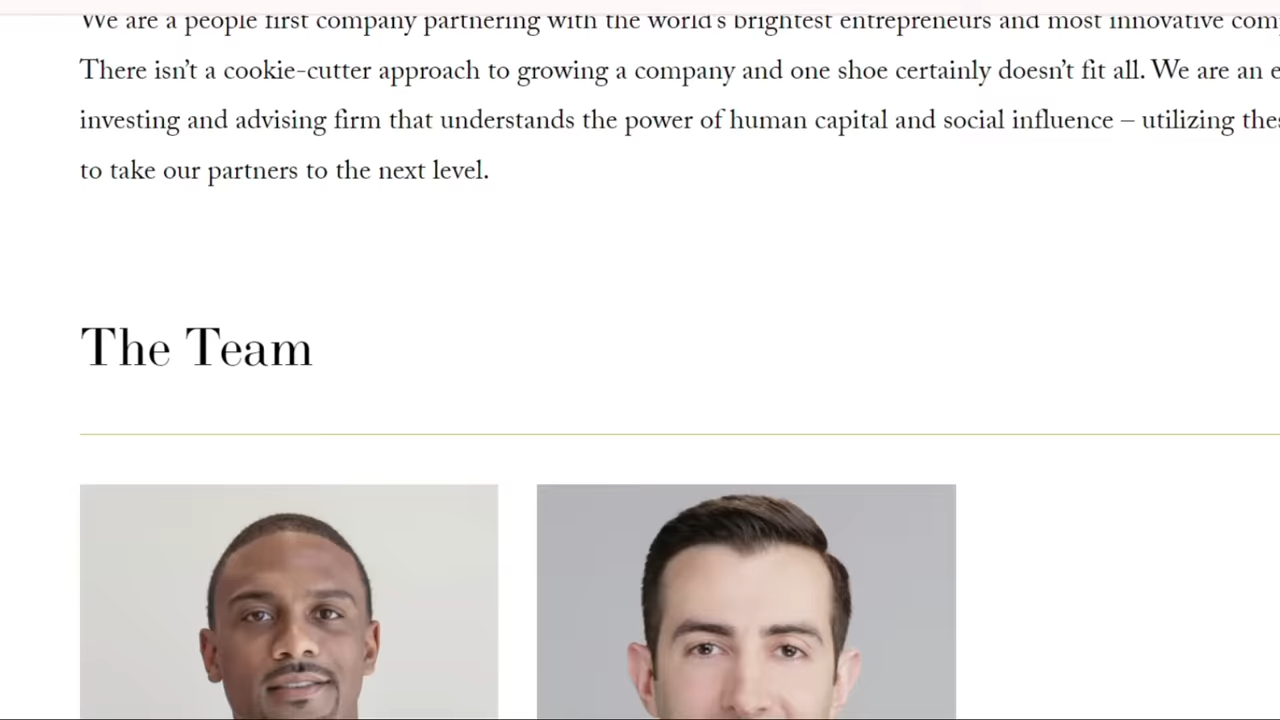 We are a people first company partnering with the world's brightest entrepreneurs and most innovative com
There isn't a cookie-cutter approach to growing a company and one shoe certainly doesn't fit all. We are an e
investing and advising firm that understands the power of human capital and social influence – utilizing thes
to take our partners to the next level.
The Team